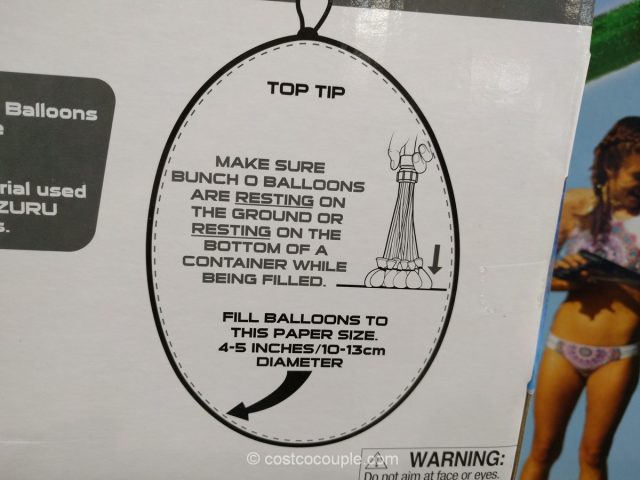 Balloons
rial used
ZURU
s.
TOP TIP
MAKE SURE
BUNCH O BALLOONS
ARE RESTING ON
THE GROUND OR
RESTING ON THE
BOTTOM OF A
CONTAINER WHILE
BEING FILLED.
FILL BALLOONS TO
THIS PAPER SIZE.
4-5 INCHES/10-13cm
DIAMETER
© costcocouple.com
WARNING:
Do not aim at face or eyes.